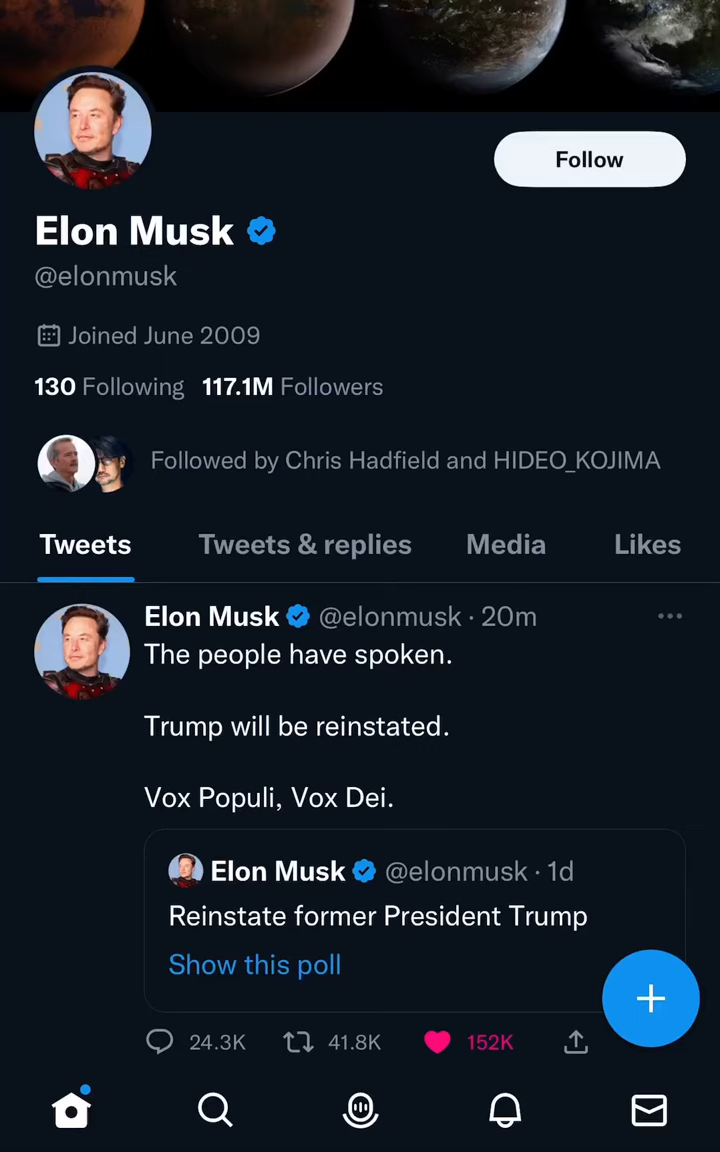 Follow
Elon Musk
@elonmusk
Joined June 2009
130 Following 117.1M Followers
Followed by Chris Hadfield and HIDEO_KOJIMA
Tweets Tweets & replies Media Likes
Elon Musk @elonmusk · 20m
The people have spoken.
Trump will be reinstated.
Vox Populi, Vox Dei.
Elon Musk @elonmusk · 1d
Reinstate former President Trump
Show this poll
24.3K 41.8K 152K